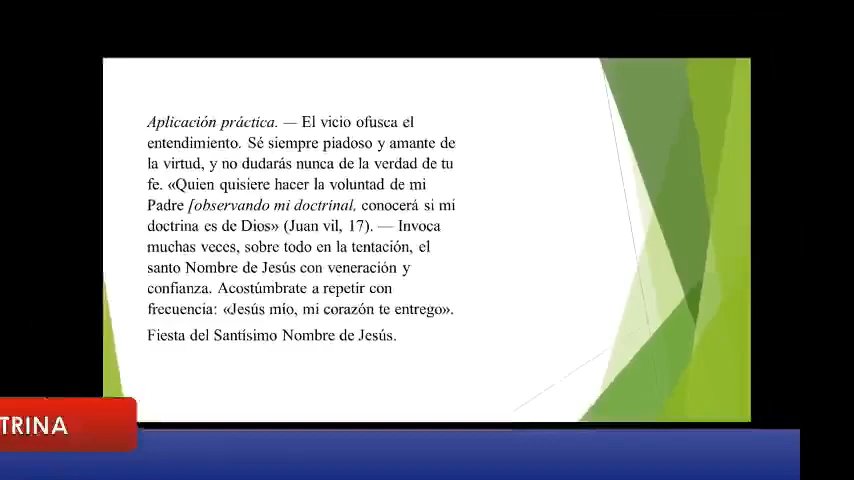 Aplicación práctica. — El vicio ofusca el
entendimiento. Sé siempre piadoso y amante de
la virtud, y no dudarás nunca de la verdad de tu
fe. «Quien quisiere hacer la voluntad de mi
Padre [observando mi doctrinal, conocerá si mi
doctrina es de Dios» (Juan vil, 17). — Invoca
muchas veces, sobre todo en la tentación, el
santo Nombre de Jesús con veneración y
confianza. Acostúmbrate a repetir con
frecuencia: «Jesús mío, mi corazón te entrego».
Fiesta del Santísimo Nombre de Jesús.
TRINA